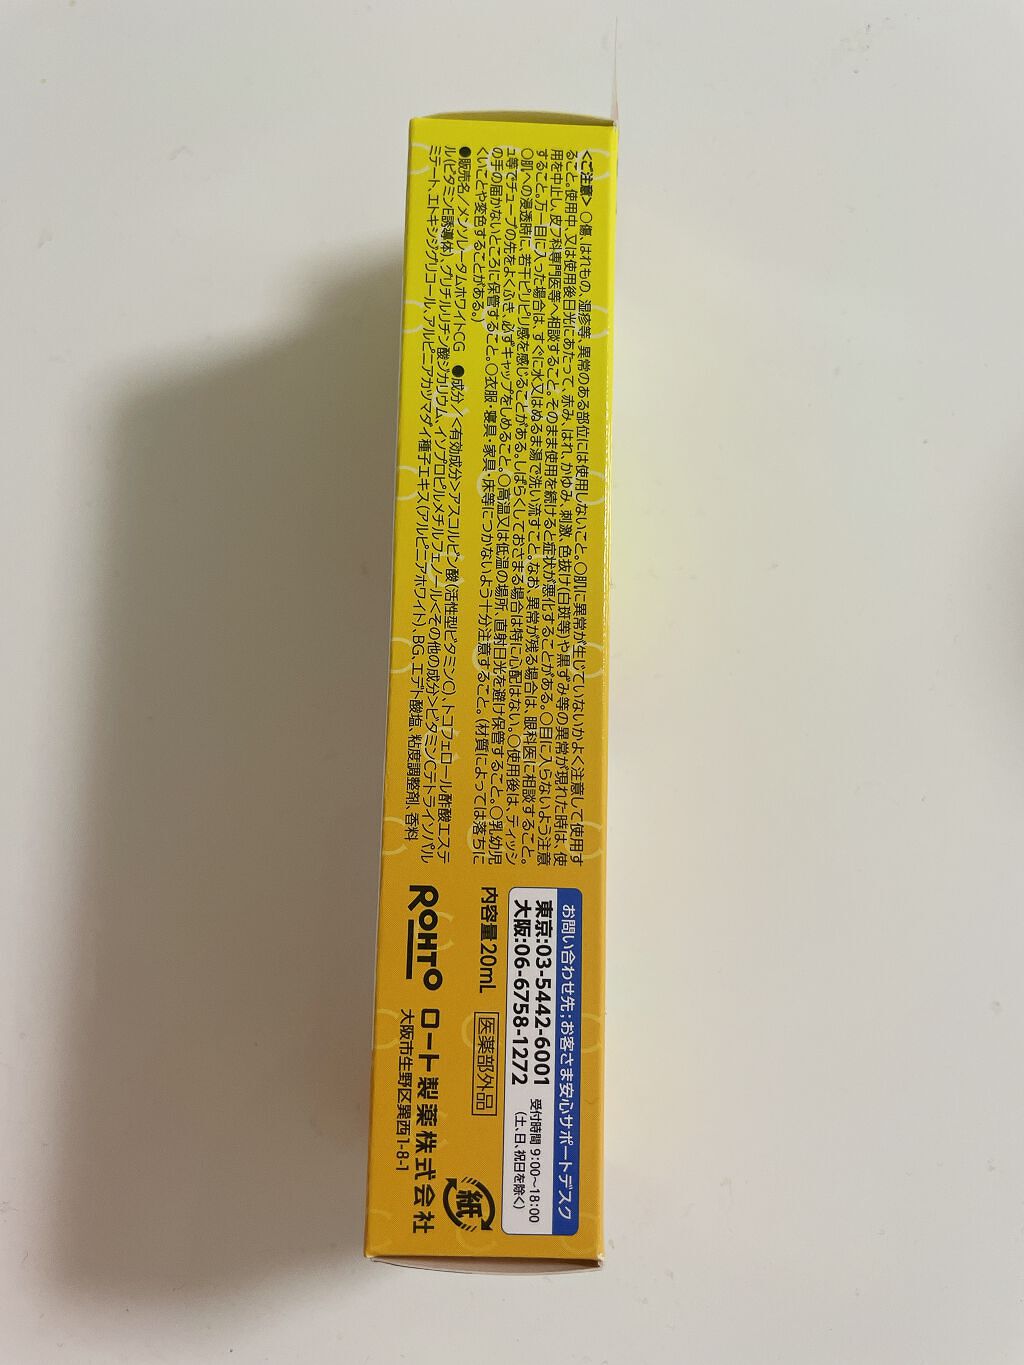 <ご注意>○傷、はれもの、湿疹等、異常のある部位には使用しないこと。○肌に異常が生じていないかよく注意して使用す
ること。使用中、又は使用後日光にあたって、赤み、はれ、かゆみ、刺激、色抜け(白斑等)や黒ずみ等の異常が現れた時は、使
用を中止し、皮フ科専門医等へ相談すること。そのまま使用を続けると症状が悪化することがある。○目に入らないよう注意
すること。万一目に入った場合は、すぐに水又はぬるま湯で洗い流すこと。なお、異常が残る場合は、眼科医に相談すること。
○肌への浸透時に、若干ピリピリ感を感じることがある。しばらくしておさまる場合は特に心配はない。○使用後は、ティッシ
ュ等でチューブの先をよくふき、必ずキャップをしめること。○高温又は低温の場所、直射日光を避け保管すること。○乳幼児
の手の届かないところに保管すること。○衣服・寝具・家具・床等につかないよう十分注意すること。(材質によっては落ちに
くいことや変色することがある。)
●販売名/メンソレータムホワイトCG ●成分/<有効成分>アスコルビン酸(活性型ビタミンC)、トコフェロール酢酸エステ
ル(ビタミンE誘導体)、グリチルリチン酸ジカリウム、イソプロピルメチルフェノール<その他の成分>ビタミンCテトライソパル
ミテート、エトキシジグリコール、アルピニアカツマダイ種子エキス(アルピニアホワイト)、BG、エデト酸塩、粘度調整剤、香料
お問い合わせ先;お客さま安心サポートデスク
東京:03-5442-6001
大阪:06-6758-1272
受付時間 9:00〜18:00
(土、日、祝日を除く)
内容量20mL
医薬部外品
ROHTO
ロート製薬株式会社
大阪市生野区巽西1-8-1
紙